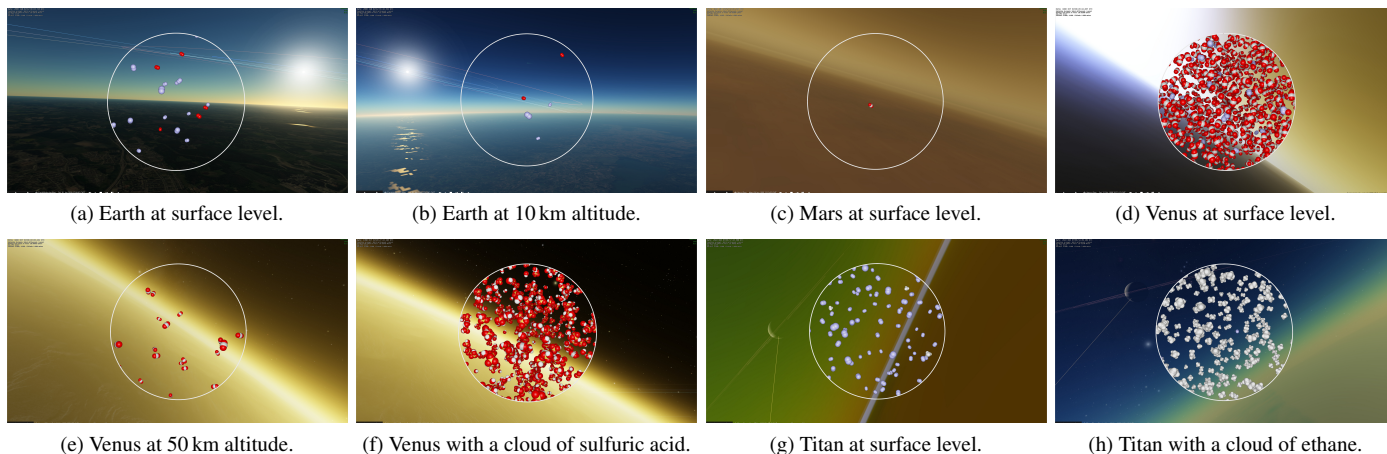 (a) Earth at surface level.
(b) Earth at 10 km altitude.
(c) Mars at surface level.
(d) Venus at surface level.
(e) Venus at 50 km altitude.
(f) Venus with a cloud of sulfuric acid.
(g) Titan at surface level.
(h) Titan with a cloud of ethane.